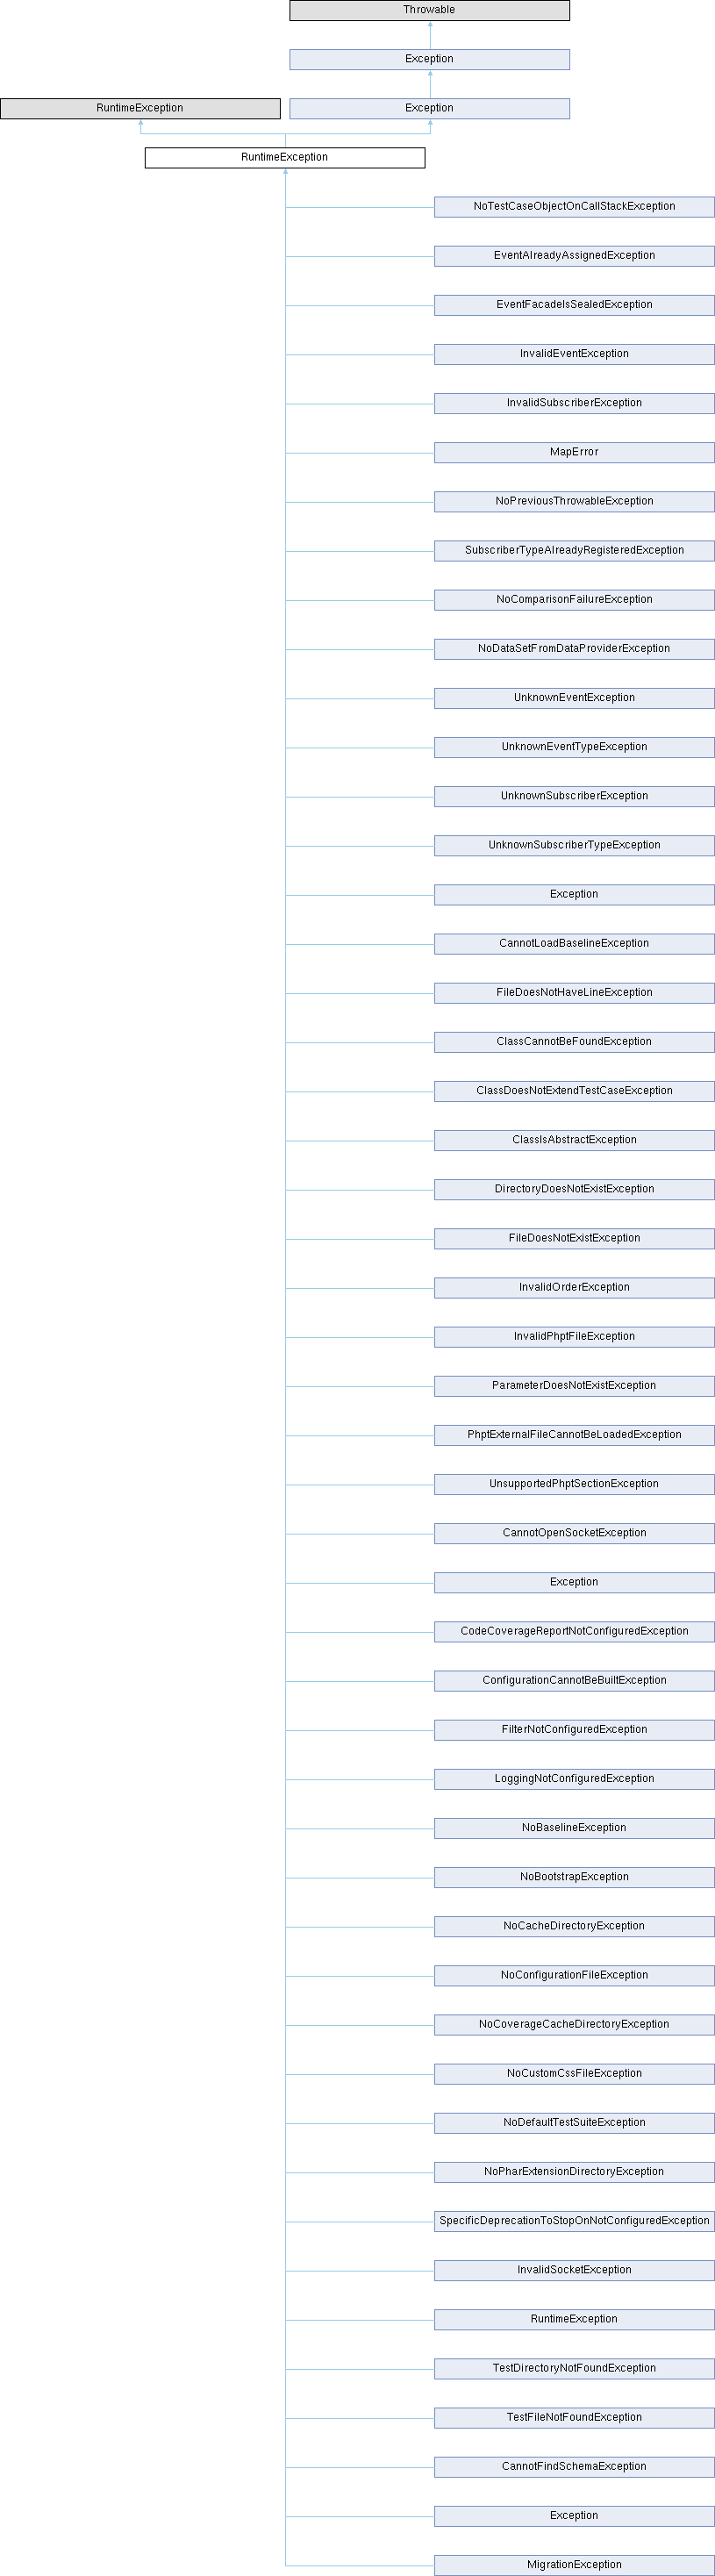 Throwable
Exception
RuntimeException
Exception
RuntimeException
NoTestCaseObjectOnCallStackException
EventAlreadyAssignedException
EventFacadeIsSealedException
InvalidEventException
InvalidSubscriberException
MapError
NoPreviousThrowableException
SubscriberTypeAlreadyRegisteredException
NoComparisonFailureException
NoDataSetFromDataProviderException
UnknownEventException
UnknownEventTypeException
UnknownSubscriberException
UnknownSubscriberTypeException
Exception
CannotLoadBaselineException
FileDoesNotHaveLineException
ClassCannotBeFoundException
ClassDoesNotExtendTestCaseException
ClassIsAbstractException
DirectoryDoesNotExistException
FileDoesNotExistException
InvalidOrderException
InvalidPhptFileException
ParameterDoesNotExistException
PhptExternalFileCannotBeLoadedException
UnsupportedPhptSectionException
CannotOpenSocketException
Exception
CodeCoverageReportNotConfiguredException
ConfigurationCannotBeBuiltException
FilterNotConfiguredException
LoggingNotConfiguredException
NoBaselineException
NoBootstrapException
NoCacheDirectoryException
NoConfigurationFileException
NoCoverageCacheDirectoryException
NoCustomCssFileException
NoDefaultTestSuiteException
NoPharExtensionDirectoryException
SpecificDeprecationToStopOnNotConfiguredException
InvalidSocketException
RuntimeException
TestDirectoryNotFoundException
TestFileNotFoundException
CannotFindSchemaException
Exception
MigrationException